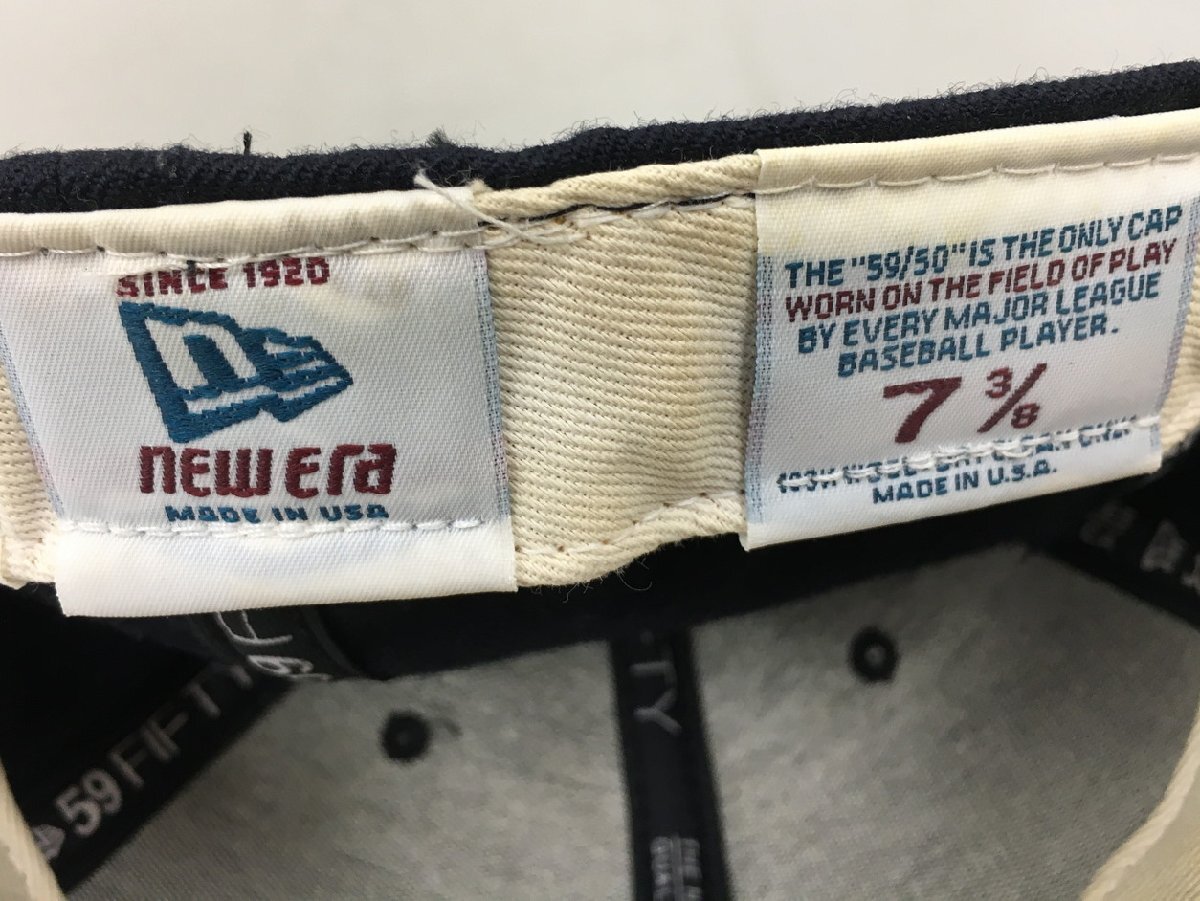 SINCE 1920
new era
MADE IN USA
THE "59/50" IS THE ONLY CAP
WORN ON THE FIELD OF PLAY
BY EVERY MAJOR LEAGUE
BASEBALL PLAYER.
7 3/8
MADE IN U.S.A.
59FIFTY
FIFTY